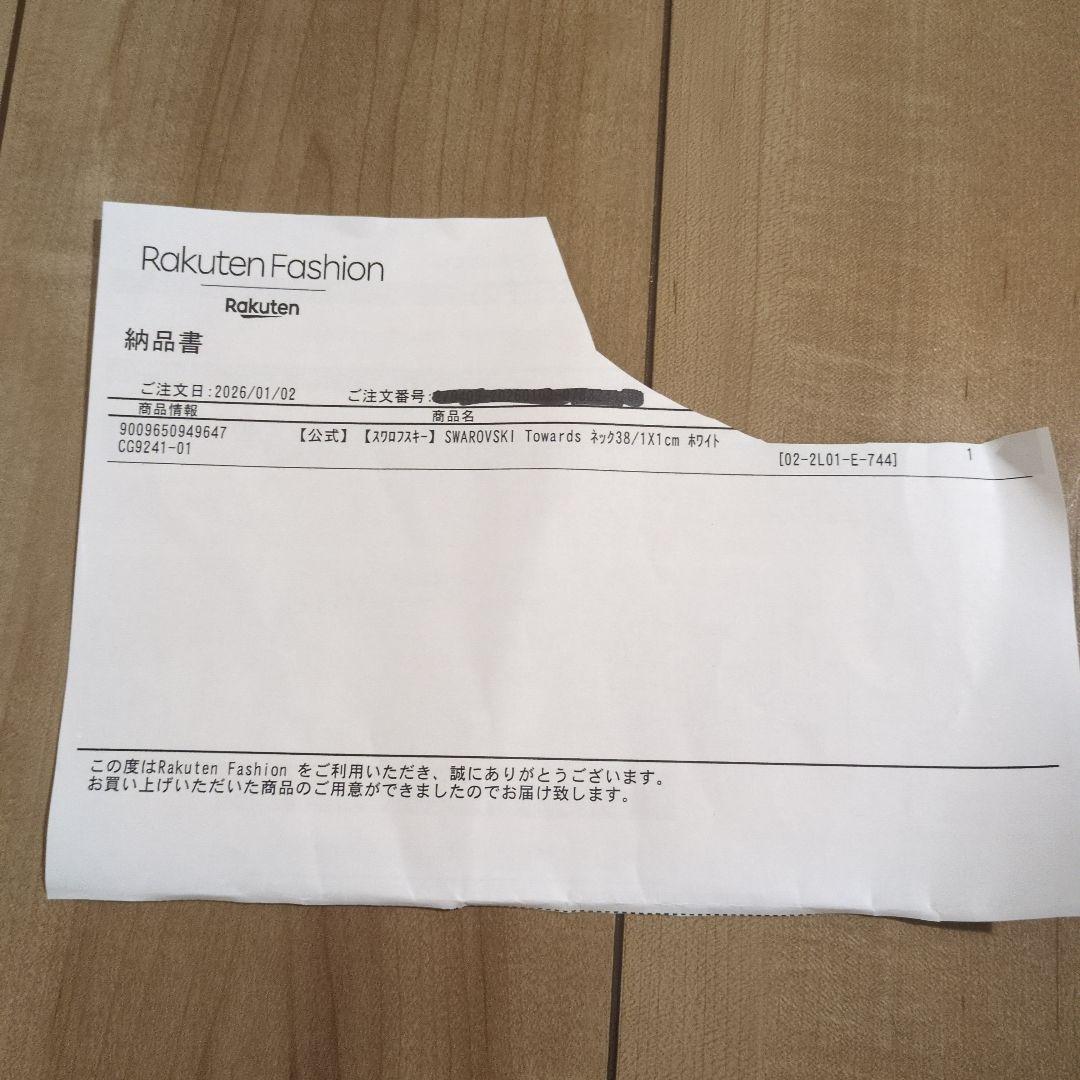 Rakuten Fashion
Rakuten
納品書
ご注文日:2026/01/02 ご注文番号:
商品情報 商品名
9009650949647 【公式】【ｽﾜﾛﾌｽｷｰ】SWAROVSKI Towards ﾈｯｸ38/1X1cm ﾎﾜｲﾄ
CG9241-01 [02-2L01-E-744] 1
この度はRakuten Fashion をご利用いただき、誠にありがとうございます。
お買い上げいただいた商品のご用意ができましたのでお届け致します。